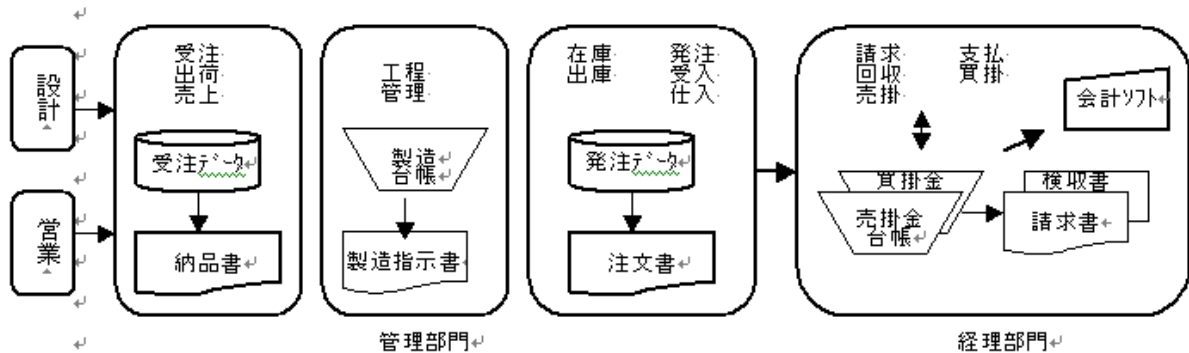 設計
営業
受注
出荷
売上
受注データ
納品書
工程
管理
製造
台帳
製造指示書
在庫
出庫
発注
受入
仕入
発注データ
注文書
管理部門
請求
回収
売掛
支払
買掛
会計ソフト
買掛金
売掛金
台帳
検収書
請求書
経理部門